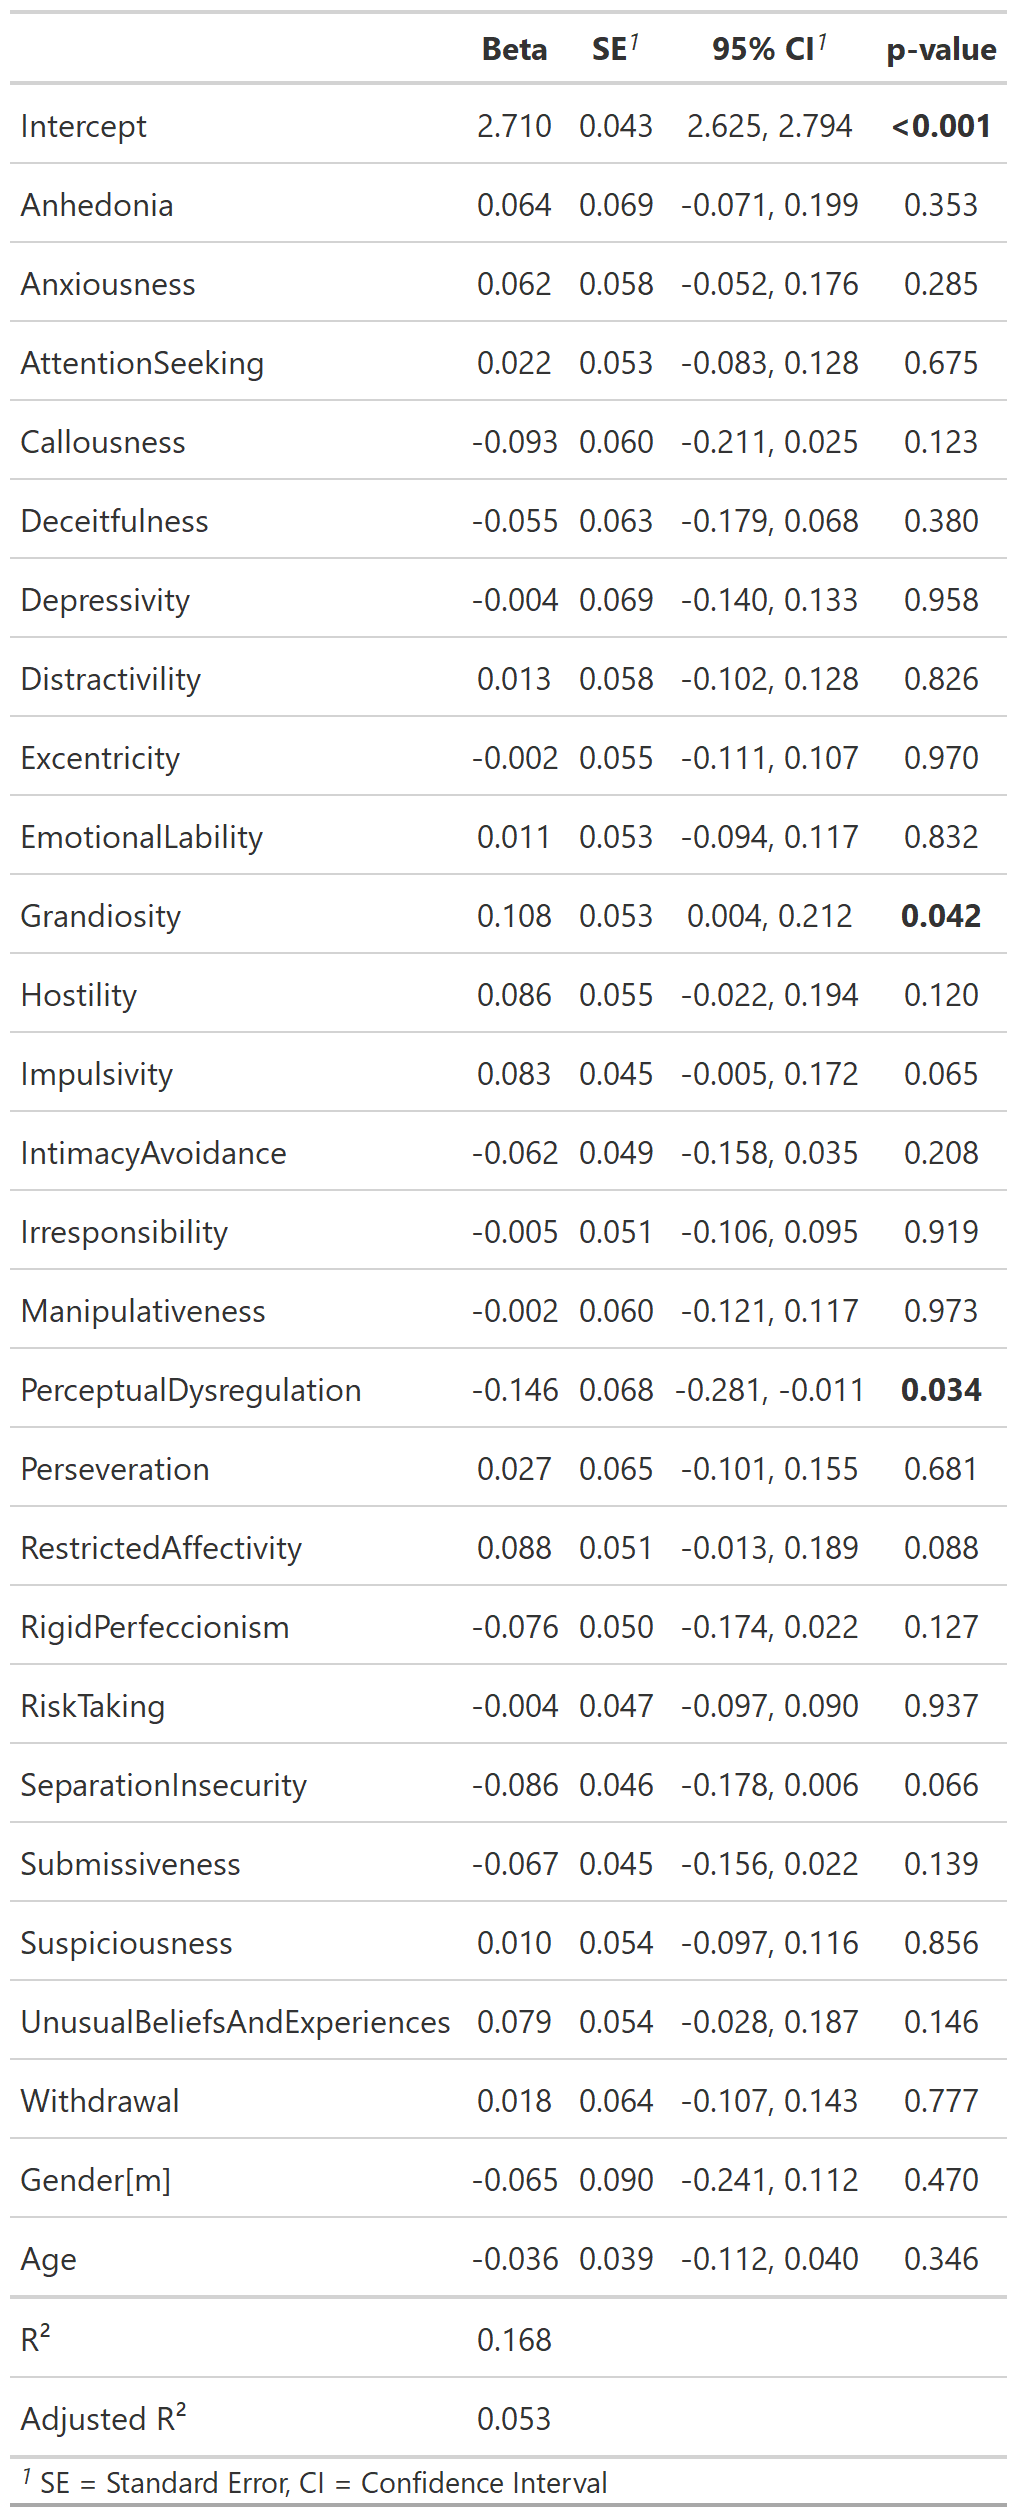 Beta SE1 95% CI1 p-value
Intercept 2.710 0.043 2.625, 2.794 <0.001
Anhedonia 0.064 0.069 -0.071, 0.199 0.353
Anxiousness 0.062 0.058 -0.052, 0.176 0.285
AttentionSeeking 0.022 0.053 -0.083, 0.128 0.675
Callousness -0.093 0.060 -0.211, 0.025 0.123
Deceitfulness -0.055 0.063 -0.179, 0.068 0.380
Depressivity -0.004 0.069 -0.140, 0.133 0.958
Distractivility 0.013 0.058 -0.102, 0.128 0.826
Excentricity -0.002 0.055 -0.111, 0.107 0.970
EmotionalLability 0.011 0.053 -0.094, 0.117 0.832
Grandiosity 0.108 0.053 0.004, 0.212 0.042
Hostility 0.086 0.055 -0.022, 0.194 0.120
Impulsivity 0.083 0.045 -0.005, 0.172 0.065
IntimacyAvoidance -0.062 0.049 -0.158, 0.035 0.208
Irresponsibility -0.005 0.051 -0.106, 0.095 0.919
Manipulativeness -0.002 0.060 -0.121, 0.117 0.973
PerceptualDysregulation -0.146 0.068 -0.281, -0.011 0.034
Perseveration 0.027 0.065 -0.101, 0.155 0.681
RestrictedAffectivity 0.088 0.051 -0.013, 0.189 0.088
RigidPerfeccionism -0.076 0.050 -0.174, 0.022 0.127
RiskTaking -0.004 0.047 -0.097, 0.090 0.937
SeparationInsecurity -0.086 0.046 -0.178, 0.006 0.066
Submissiveness -0.067 0.045 -0.156, 0.022 0.139
Suspiciousness 0.010 0.054 -0.097, 0.116 0.856
UnusualBeliefsAndExperiences 0.079 0.054 -0.028, 0.187 0.146
Withdrawal 0.018 0.064 -0.107, 0.143 0.777
Gender[m] -0.065 0.090 -0.241, 0.112 0.470
Age -0.036 0.039 -0.112, 0.040 0.346
R² 0.168
Adjusted R² 0.053
1 SE = Standard Error, CI = Confidence Interval